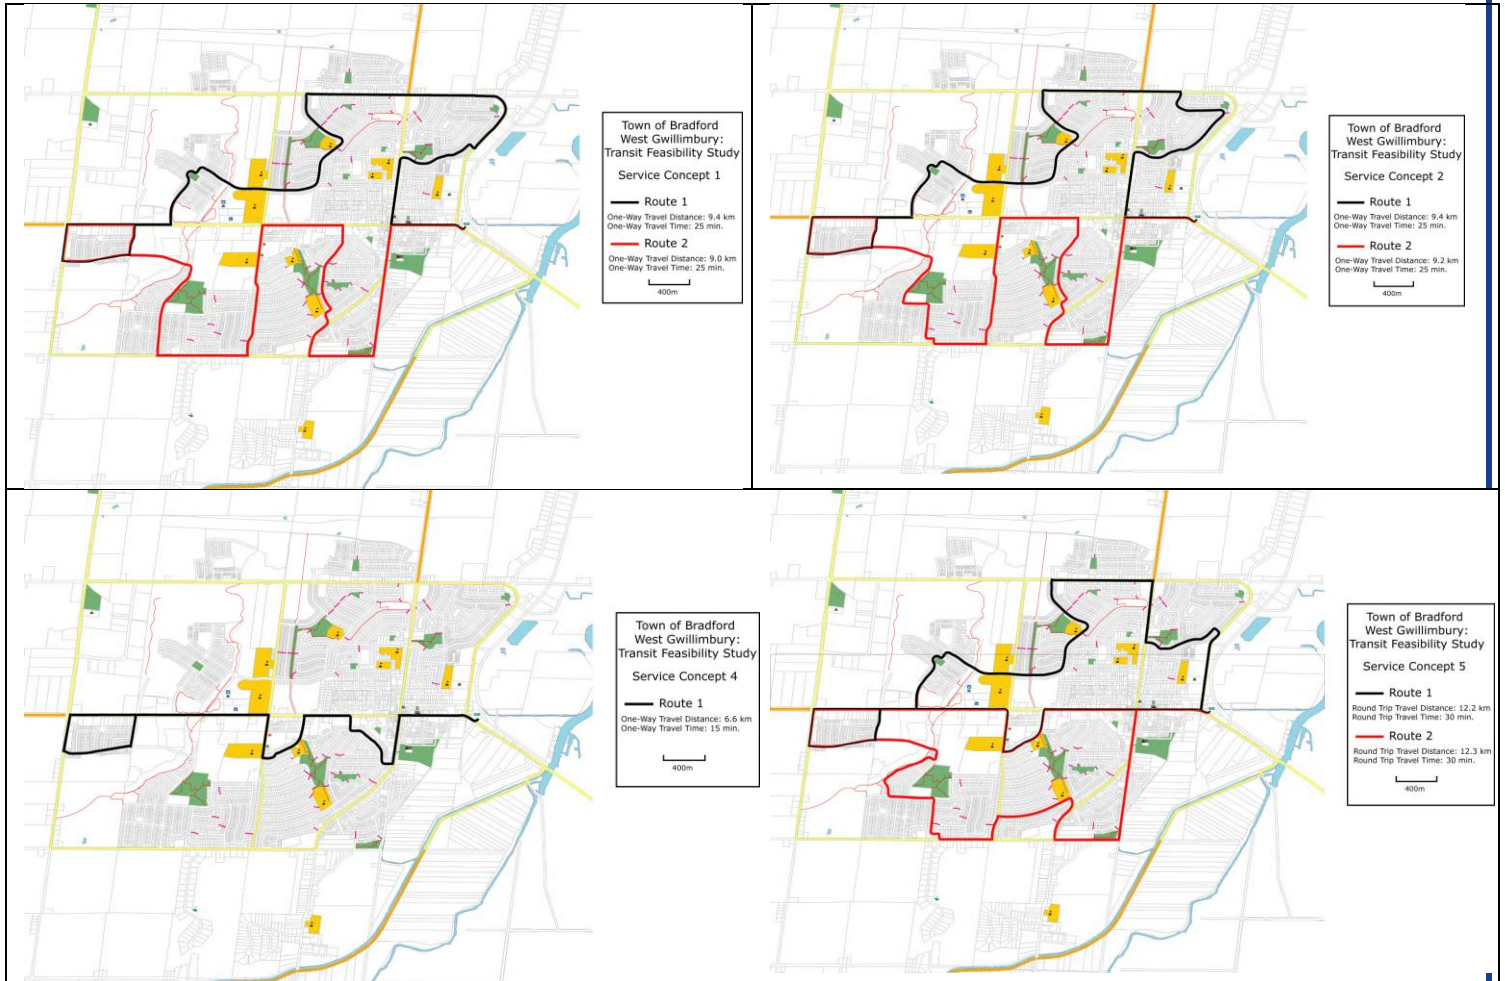 Town of Bradford
West Gwillimbury:
Transit Feasibility Study
Service Concept 1
Route 1
One-Way Travel Distance: 9.4 km
One-Way Travel Time: 25 min.
Route 2
One-Way Travel Distance: 9.0 km
One-Way Travel Time: 25 min.
400m
Town of Bradford
West Gwillimbury:
Transit Feasibility Study
Service Concept 2
Route 1
One-Way Travel Distance: 9.4 km
One-Way Travel Time: 25 min.
Route 2
One-Way Travel Distance: 9.2 km
One-Way Travel Time: 25 min.
400m
Town of Bradford
West Gwillimbury:
Transit Feasibility Study
Service Concept 4
Route 1
One-Way Travel Distance: 6.6 km
One-Way Travel Time: 15 min.
400m
Town of Bradford
West Gwillimbury:
Transit Feasibility Study
Service Concept 5
Route 1
Round Trip Travel Distance: 12.2 km
Round Trip Travel Time: 30 min.
Route 2
Round Trip Travel Distance: 12.3 km
Round Trip Travel Time: 30 min.
400m